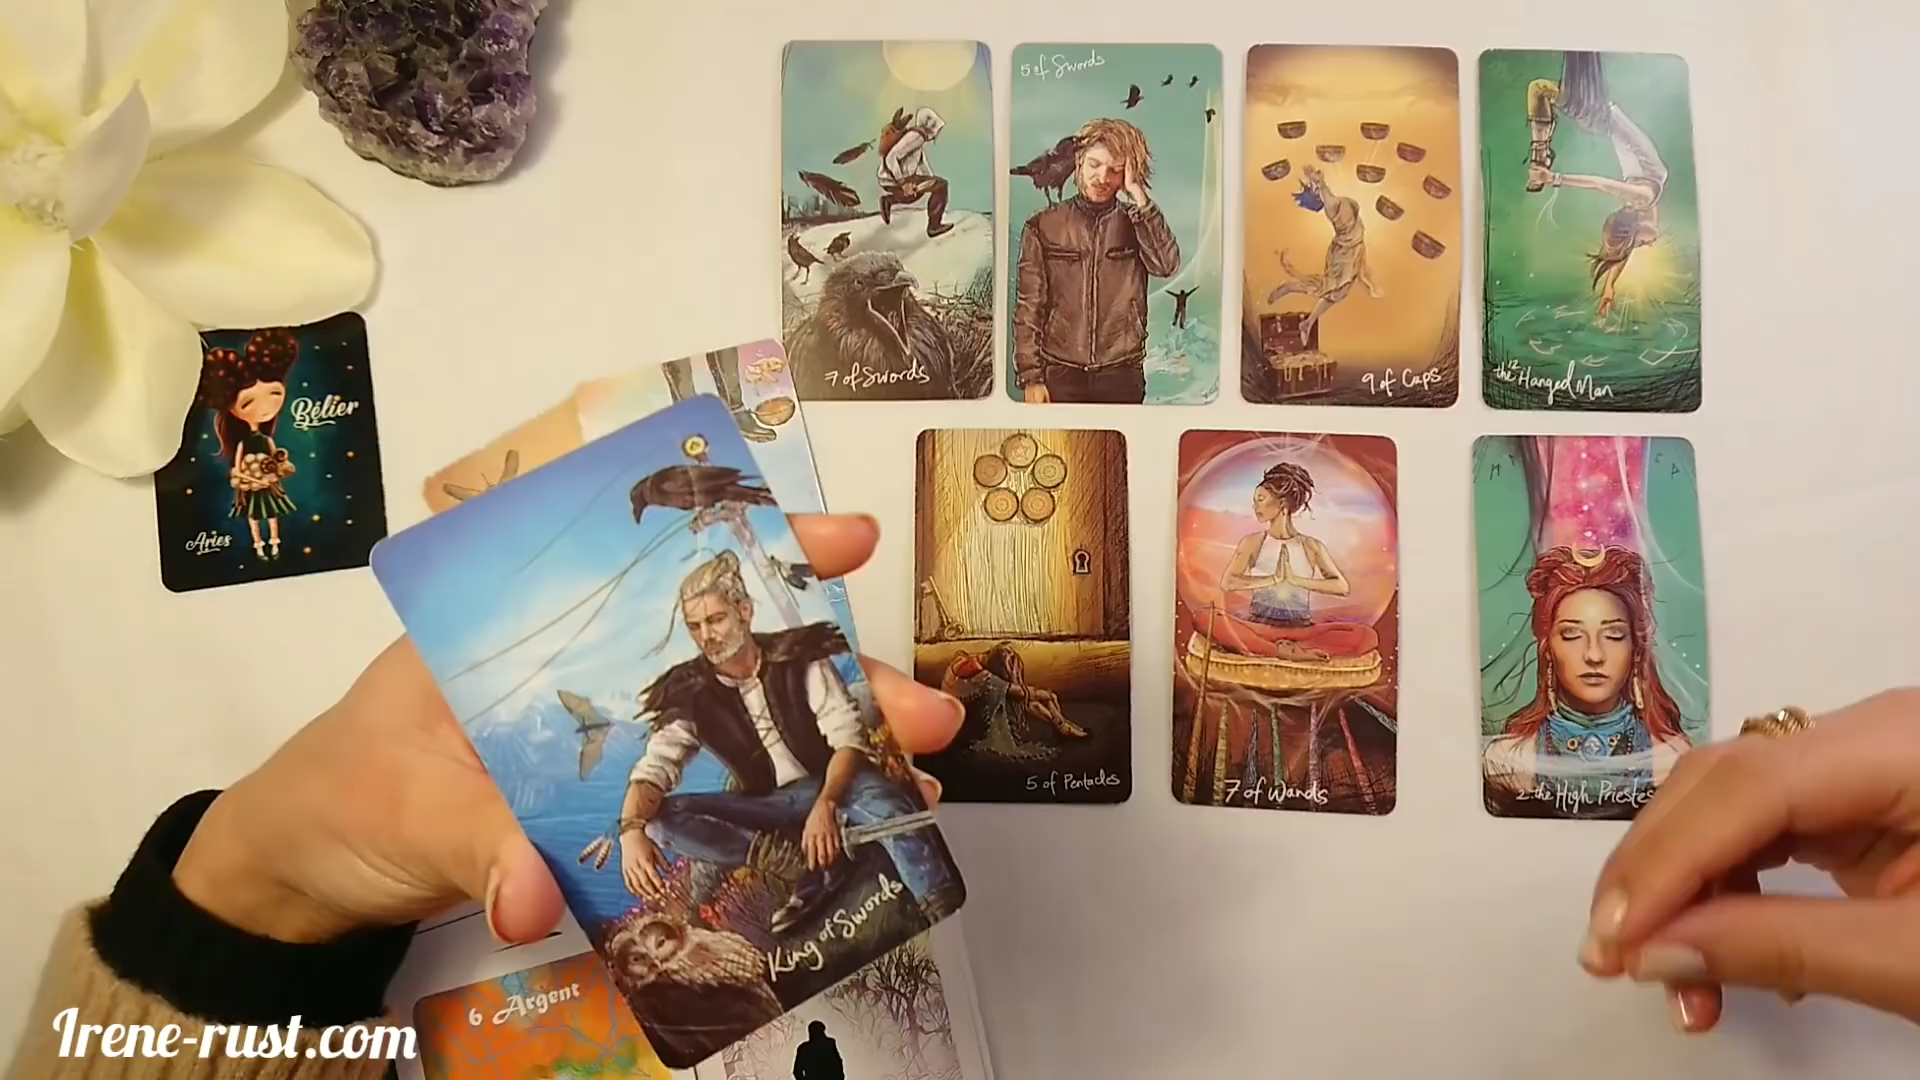 5 of Swords
7 of Swords
9 of Cups
the 12 Hanged Man
Bélier
Aries
5 of Pentacles
7 of Wands
2. the High Priestes
King of Swords
6 Argent
Irene-rust.com